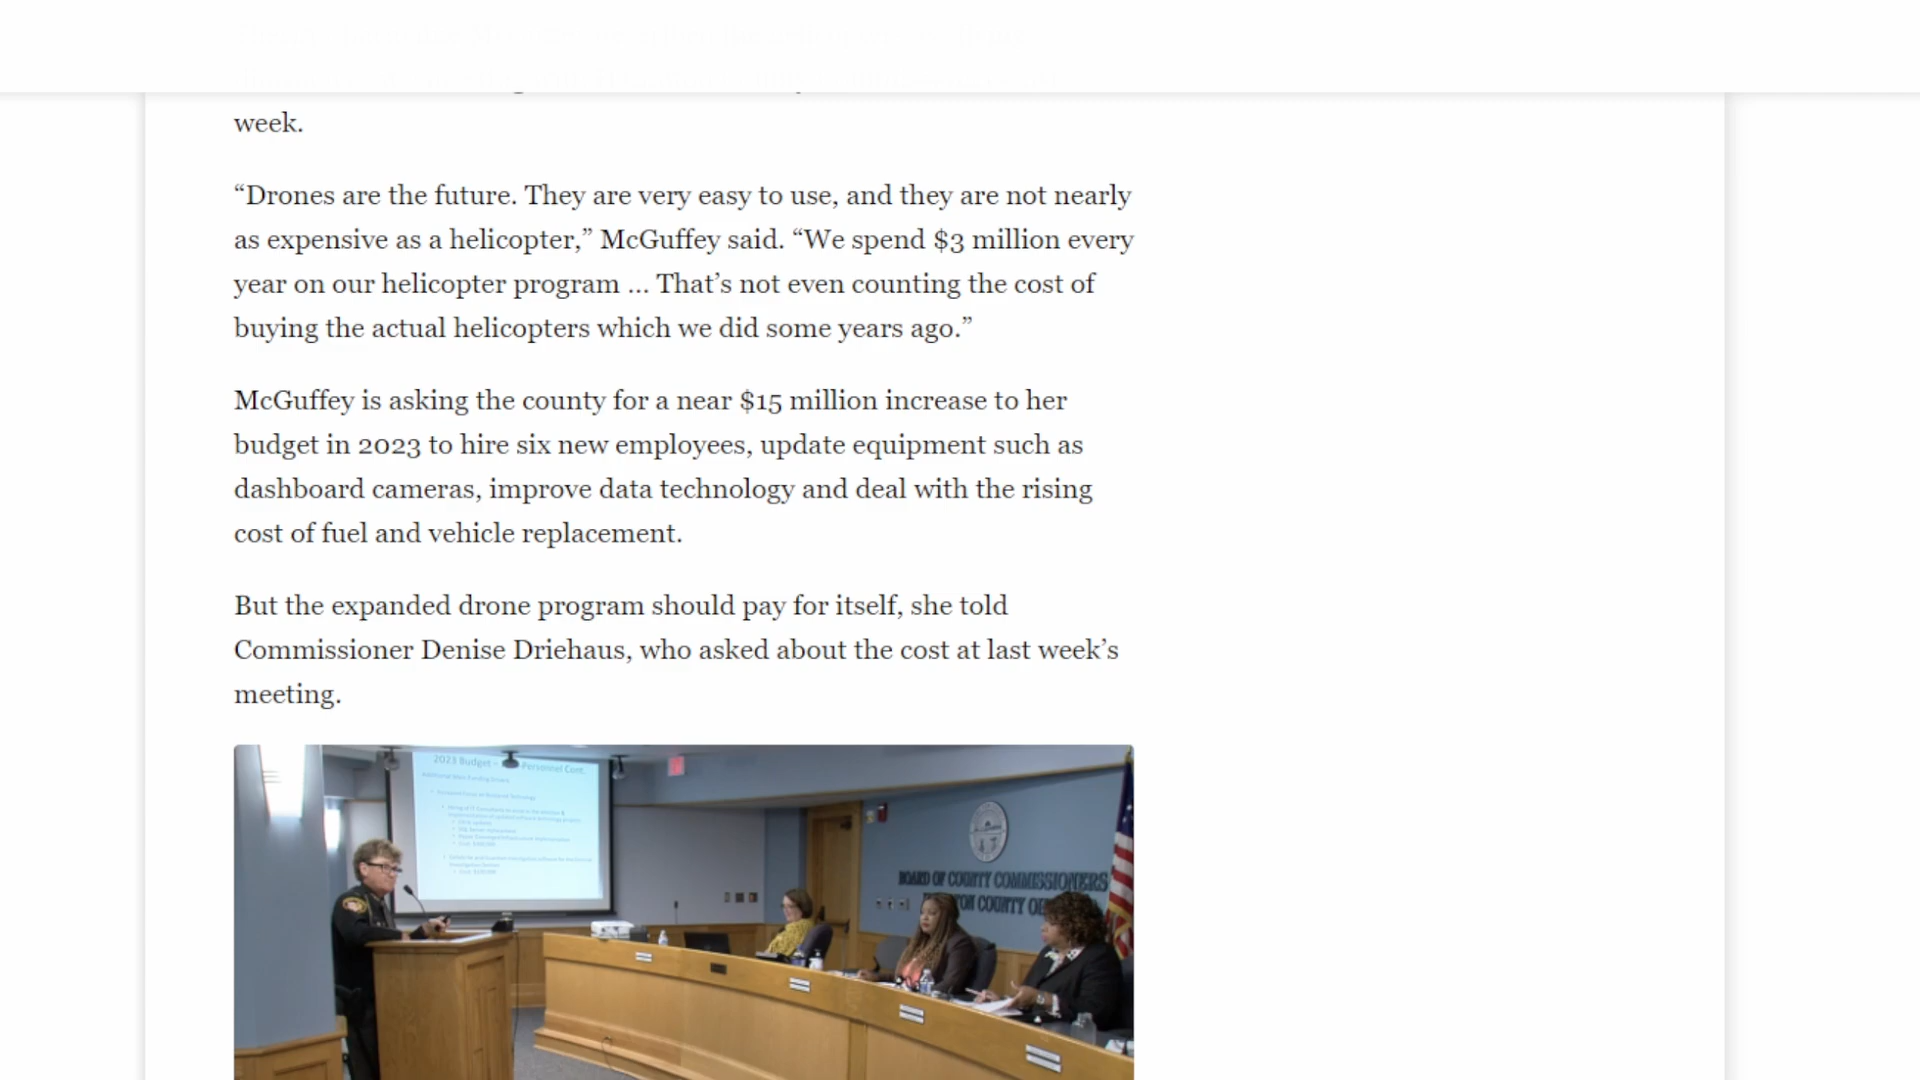 week.
“Drones are the future. They are very easy to use, and they are not nearly
as expensive as a helicopter,” McGuffey said. “We spend $3 million every
year on our helicopter program ... That’s not even counting the cost of
buying the actual helicopters which we did some years ago.”
McGuffey is asking the county for a near $15 million increase to her
budget in 2023 to hire six new employees, update equipment such as
dashboard cameras, improve data technology and deal with the rising
cost of fuel and vehicle replacement.
But the expanded drone program should pay for itself, she told
Commissioner Denise Driehaus, who asked about the cost at last week’s
meeting.
2023 Budget – Personnel Cont.
BOARD OF COUNTY COMMISSIONERS
COUNTY